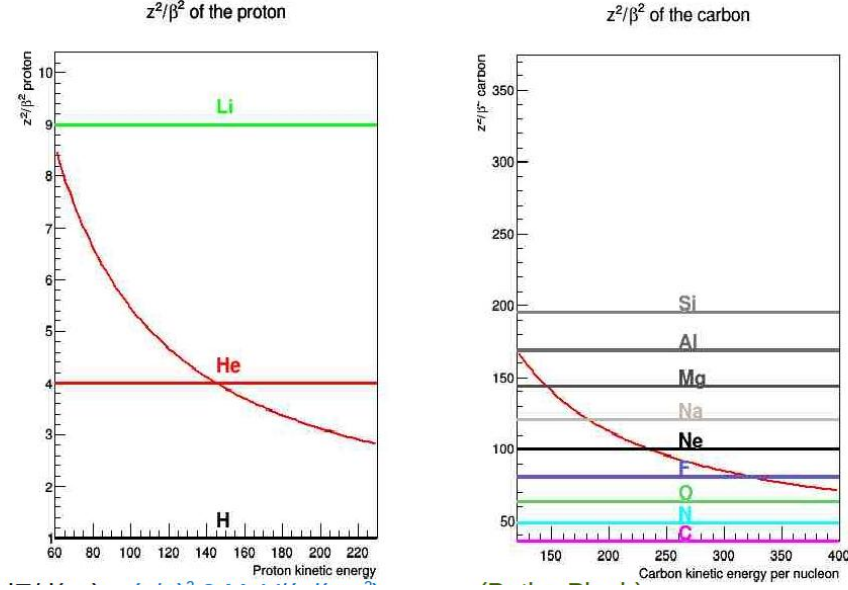 z²/β² of the proton
z²/β² proton
10
9
8
7
6
5
4
3
2
1
Li
He
H
60 80 100 120 140 160 180 200 220
Proton kinetic energy
z²/β² of the carbon
carbon
350
300
250
200
150
100
50
Si
Al
Mg
Na
Ne
F
O
N
C
150 200 250 300 350 400
Carbon kinetic energy per nucleon